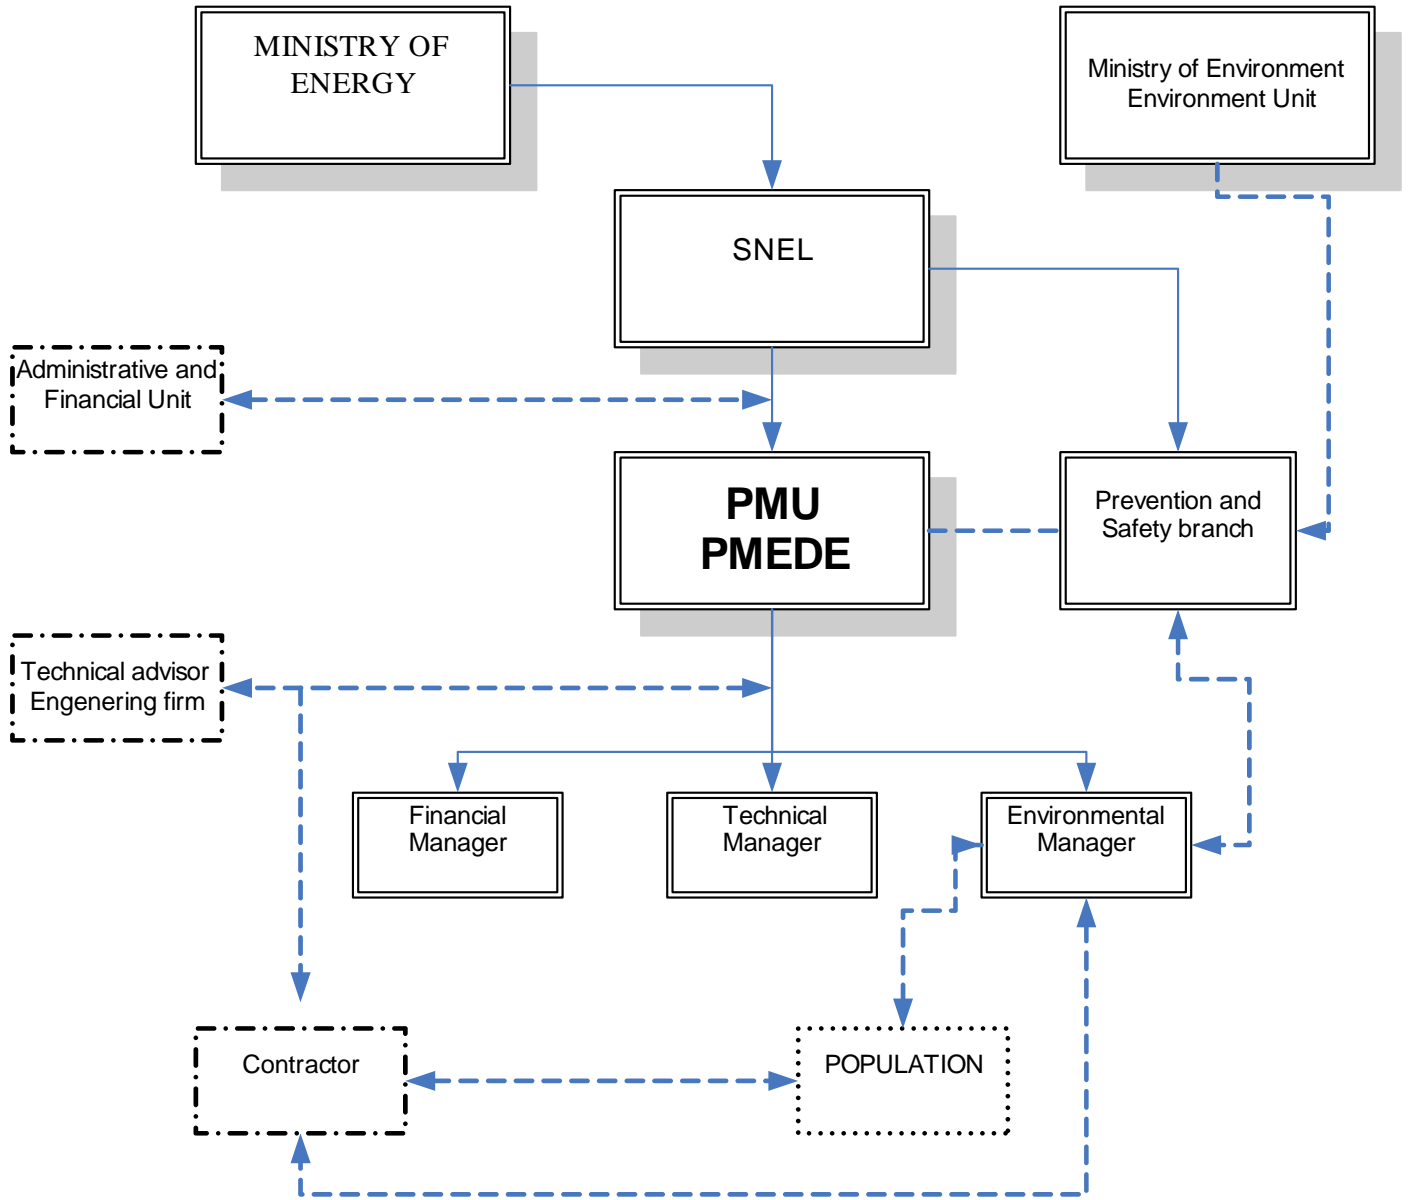 MINISTRY OF
ENERGY
Ministry of Environment
Environment Unit
SNEL
Administrative and
Financial Unit
PMU
PMEDE
Prevention and
Safety branch
Technical advisor
Engenering firm
Financial
Manager
Technical
Manager
Environmental
Manager
Contractor
POPULATION